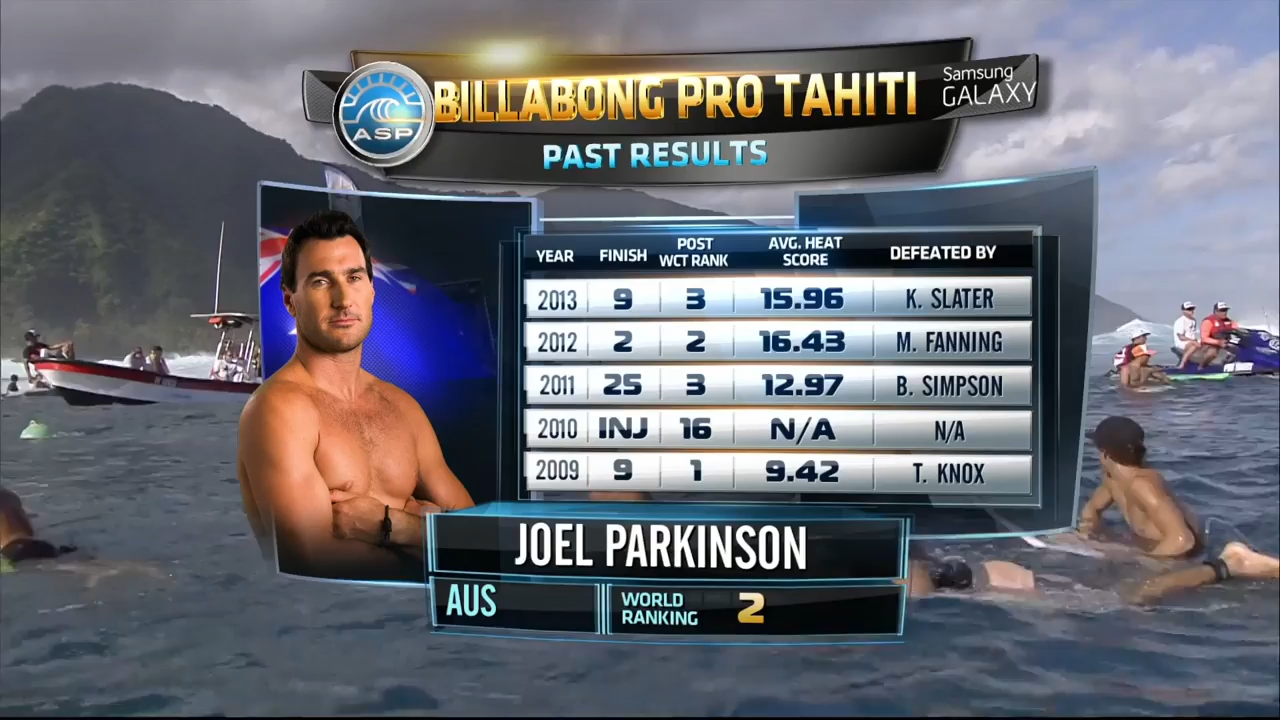 ASP
BILLABONG PRO TAHITI
Samsung
GALAXY
PAST RESULTS
YEAR FINISH POST WCT RANK AVG. HEAT SCORE DEFEATED BY
2013 9 3 15.96 K. SLATER
2012 2 2 16.43 M. FANNING
2011 25 3 12.97 B. SIMPSON
2010 INJ 16 N/A N/A
2009 9 1 9.42 T. KNOX
JOEL PARKINSON
AUS WORLD RANKING 2